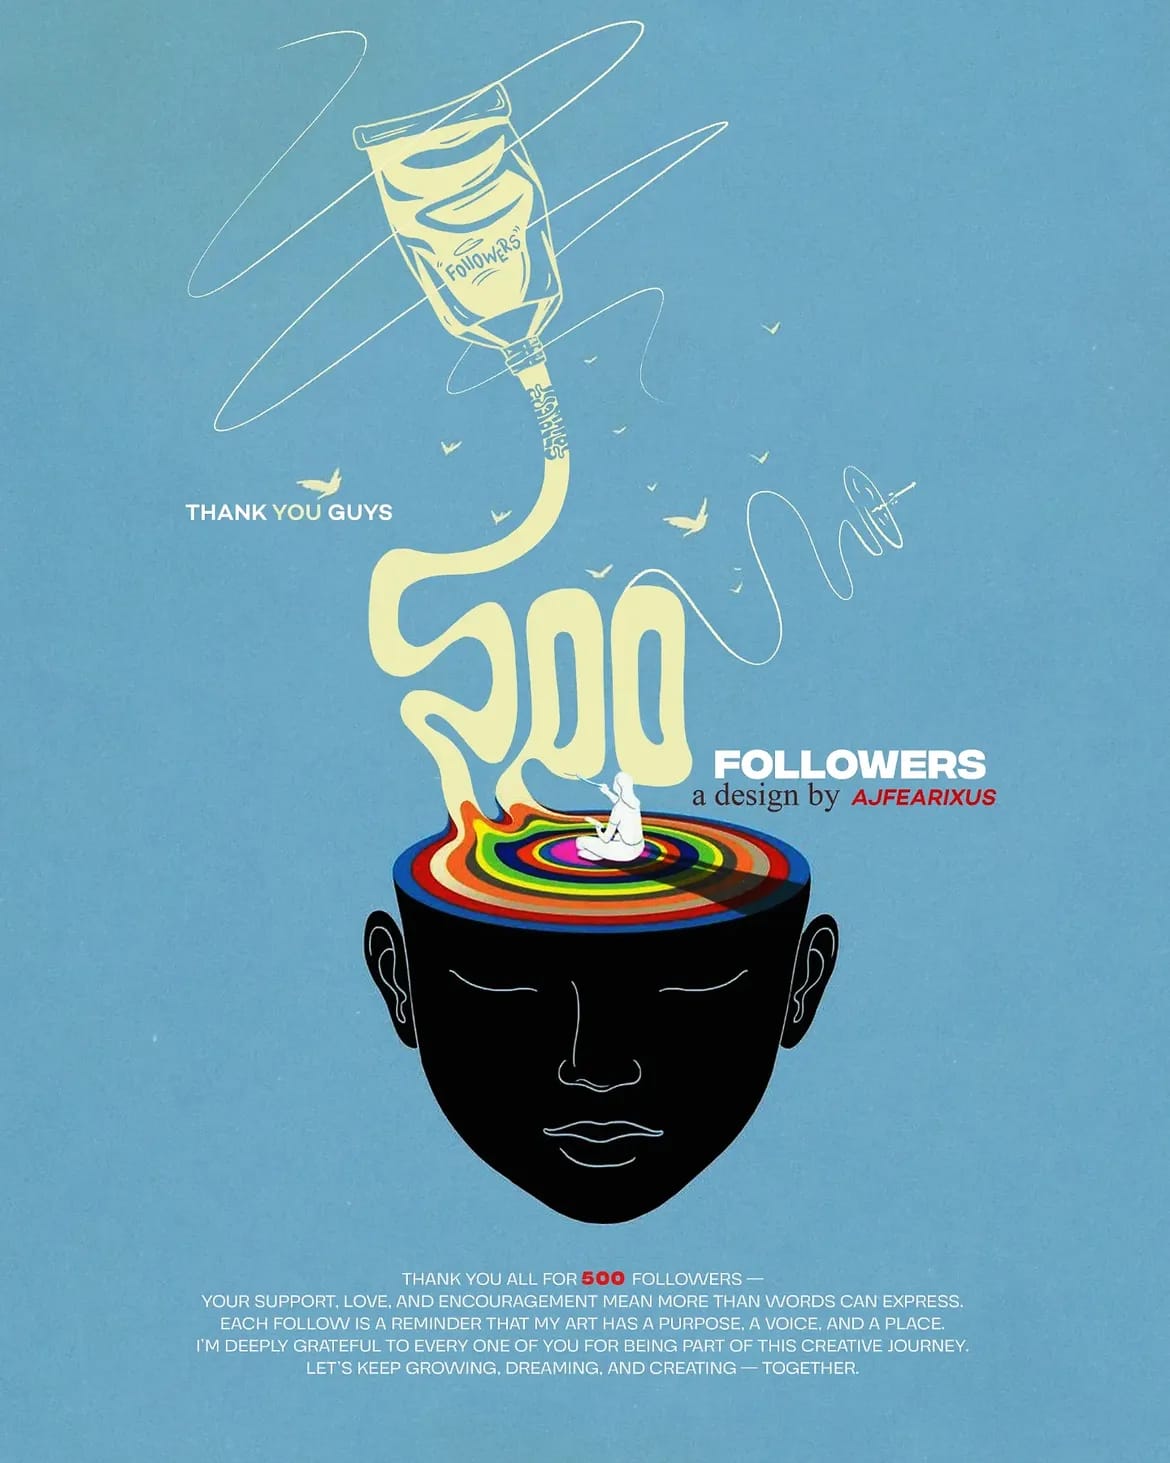 "FOLLOWERS"
THANK YOU GUYS
500
FOLLOWERS
a design by AJFEARIXUS
THANK YOU ALL FOR 500 FOLLOWERS —
YOUR SUPPORT, LOVE, AND ENCOURAGEMENT MEAN MORE THAN WORDS CAN EXPRESS.
EACH FOLLOW IS A REMINDER THAT MY ART HAS A PURPOSE, A VOICE, AND A PLACE.
I'M DEEPLY GRATEFUL TO EVERY ONE OF YOU FOR BEING PART OF THIS CREATIVE JOURNEY.
LET'S KEEP GROWING, DREAMING, AND CREATING — TOGETHER.